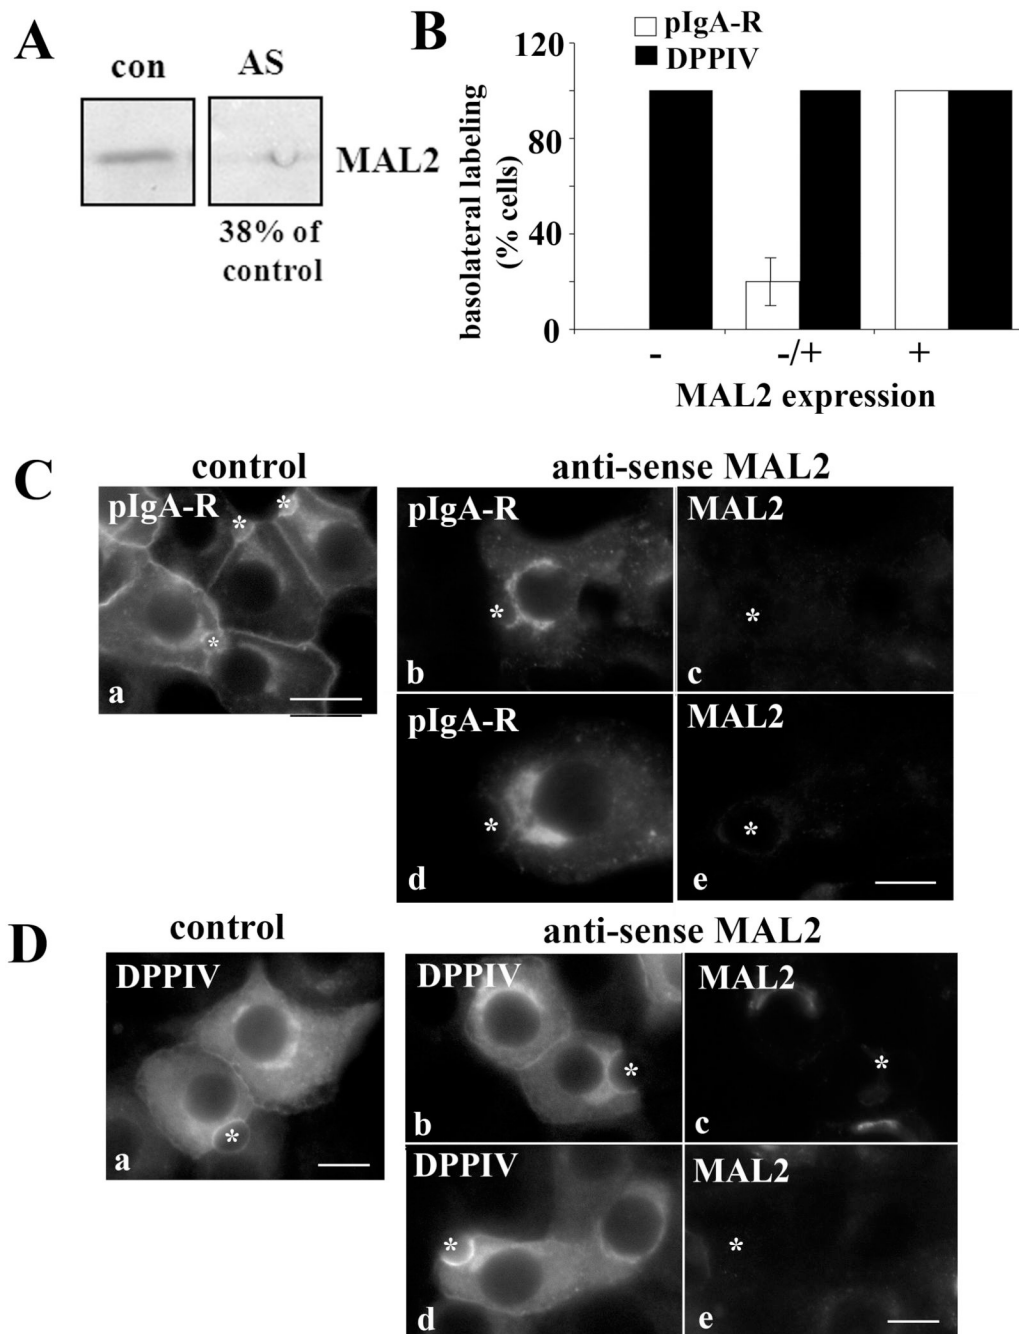 A
con
AS
MAL2
38% of
control
B
pIgA-R
DPPIV
120
80
40
0
basolateral labeling
(% cells)
-
-/+
+
MAL2 expression
C
control
anti-sense MAL2
pIgA-R
*
*
*
a
pIgA-R
*
b
MAL2
*
c
pIgA-R
*
d
MAL2
*
e
D
control
anti-sense MAL2
DPPIV
*
a
DPPIV
*
b
MAL2
*
c
DPPIV
*
d
MAL2
*
e